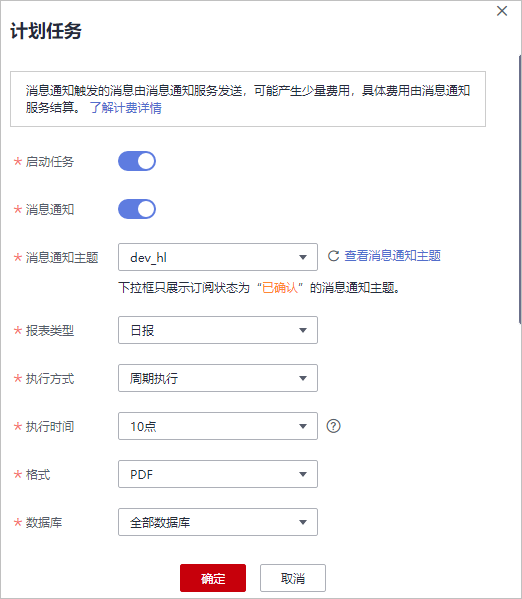 计划任务
消息通知触发的消息由消息通知服务发送，可能产生少量费用，具体费用由消息通知
服务结算。 了解计费详情
* 启动任务
* 消息通知
* 消息通知主题 dev_hl 查看消息通知主题
下拉框只展示订阅状态为“已确认”的消息通知主题。
* 报表类型 日报
* 执行方式 周期执行
* 执行时间 10点 ?
* 格式 PDF
* 数据库 全部数据库
确定 取消